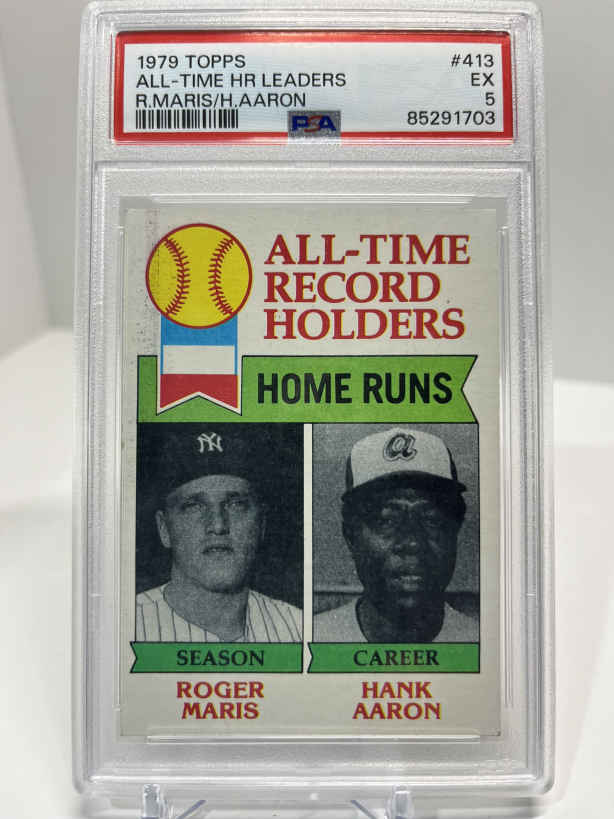 1979 TOPPS #413
ALL-TIME HR LEADERS EX
R.MARIS/H.AARON 5
PSA 85291703
ALL-TIME
RECORD
HOLDERS
HOME RUNS
NY
a
SEASON CAREER
ROGER HANK
MARIS AARON